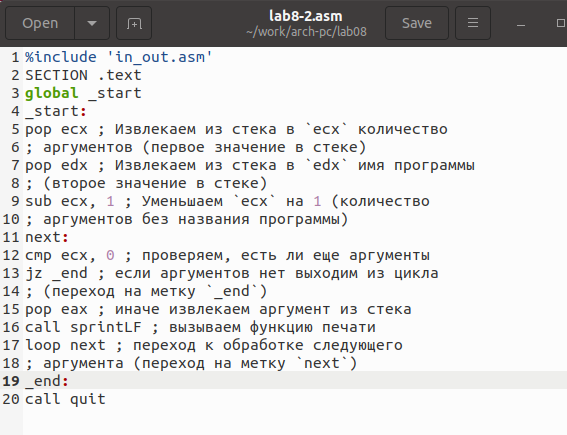 Open
lab8-2.asm
~/work/arch-pc/lab08
Save
1 %include 'in_out.asm'
2 SECTION .text
3 global _start
4 _start:
5 pop ecx ; Извлекаем из стека в `ecx` количество
6 ; аргументов (первое значение в стеке)
7 pop edx ; Извлекаем из стека в `edx` имя программы
8 ; (второе значение в стеке)
9 sub ecx, 1 ; Уменьшаем `ecx` на 1 (количество
10 ; аргументов без названия программы)
11 next:
12 cmp ecx, 0 ; проверяем, есть ли еще аргументы
13 jz _end ; если аргументов нет выходим из цикла
14 ; (переход на метку `_end`)
15 pop eax ; иначе извлекаем аргумент из стека
16 call sprintLF ; вызываем функцию печати
17 loop next ; переход к обработке следующего
18 ; аргумента (переход на метку `next`)
19 _end:
20 call quit